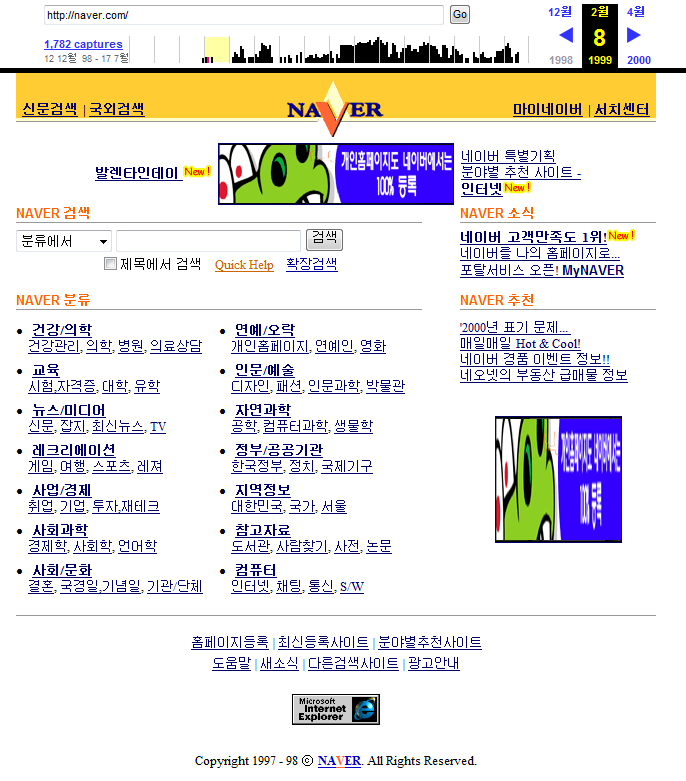 http://naver.com/ Go
12월 2월 4월
1,782 captures 8
12 12월 98 - 17 7월 1998 1999 2000
신문검색 | 국외검색 NAVER 마이네이버 | 서치센터
발렌타인데이 New!
개인홈페이지도 네이버에서는
100% 등록
네이버 특별기획
분야별 추천 사이트 -
인터넷 New!
NAVER 검색
분류에서 검색
제목에서 검색 Quick Help 확장검색
NAVER 소식
네이버 고객만족도 1위! New!
네이버를 나의 홈페이지로...
포탈서비스 오픈! MyNAVER
NAVER 분류
건강/의학
건강관리, 의학, 병원, 의료상담
교육
시험,자격증, 대학, 유학
뉴스/미디어
신문, 잡지, 최신뉴스, TV
레크리에이션
게임, 여행, 스포츠, 레져
사업/경제
취업, 기업, 투자,재테크
사회과학
경제학, 사회학, 언어학
사회/문화
결혼, 국경일,기념일, 기관/단체
연예/오락
개인홈페이지, 연예인, 영화
인문/예술
디자인, 패션, 인문과학, 박물관
자연과학
공학, 컴퓨터과학, 생물학
정부/공공기관
한국정부, 정치, 국제기구
지역정보
대한민국, 국가, 서울
참고자료
도서관, 사람찾기, 사전, 논문
컴퓨터
인터넷, 채팅, 통신, S/W
NAVER 추천
'2000년 표기 문제...
매일매일 Hot & Cool!
네이버 경품 이벤트 정보!!
네오넷의 부동산 급매물 정보
개인홈페이지도 네이버에서는
100% 등록
홈페이지등록 | 최신등록사이트 | 분야별추천사이트
도움말 | 새소식 | 다른검색사이트 | 광고안내
Microsoft
Internet
Explorer
Copyright 1997 - 98 ⓒ NAVER. All Rights Reserved.